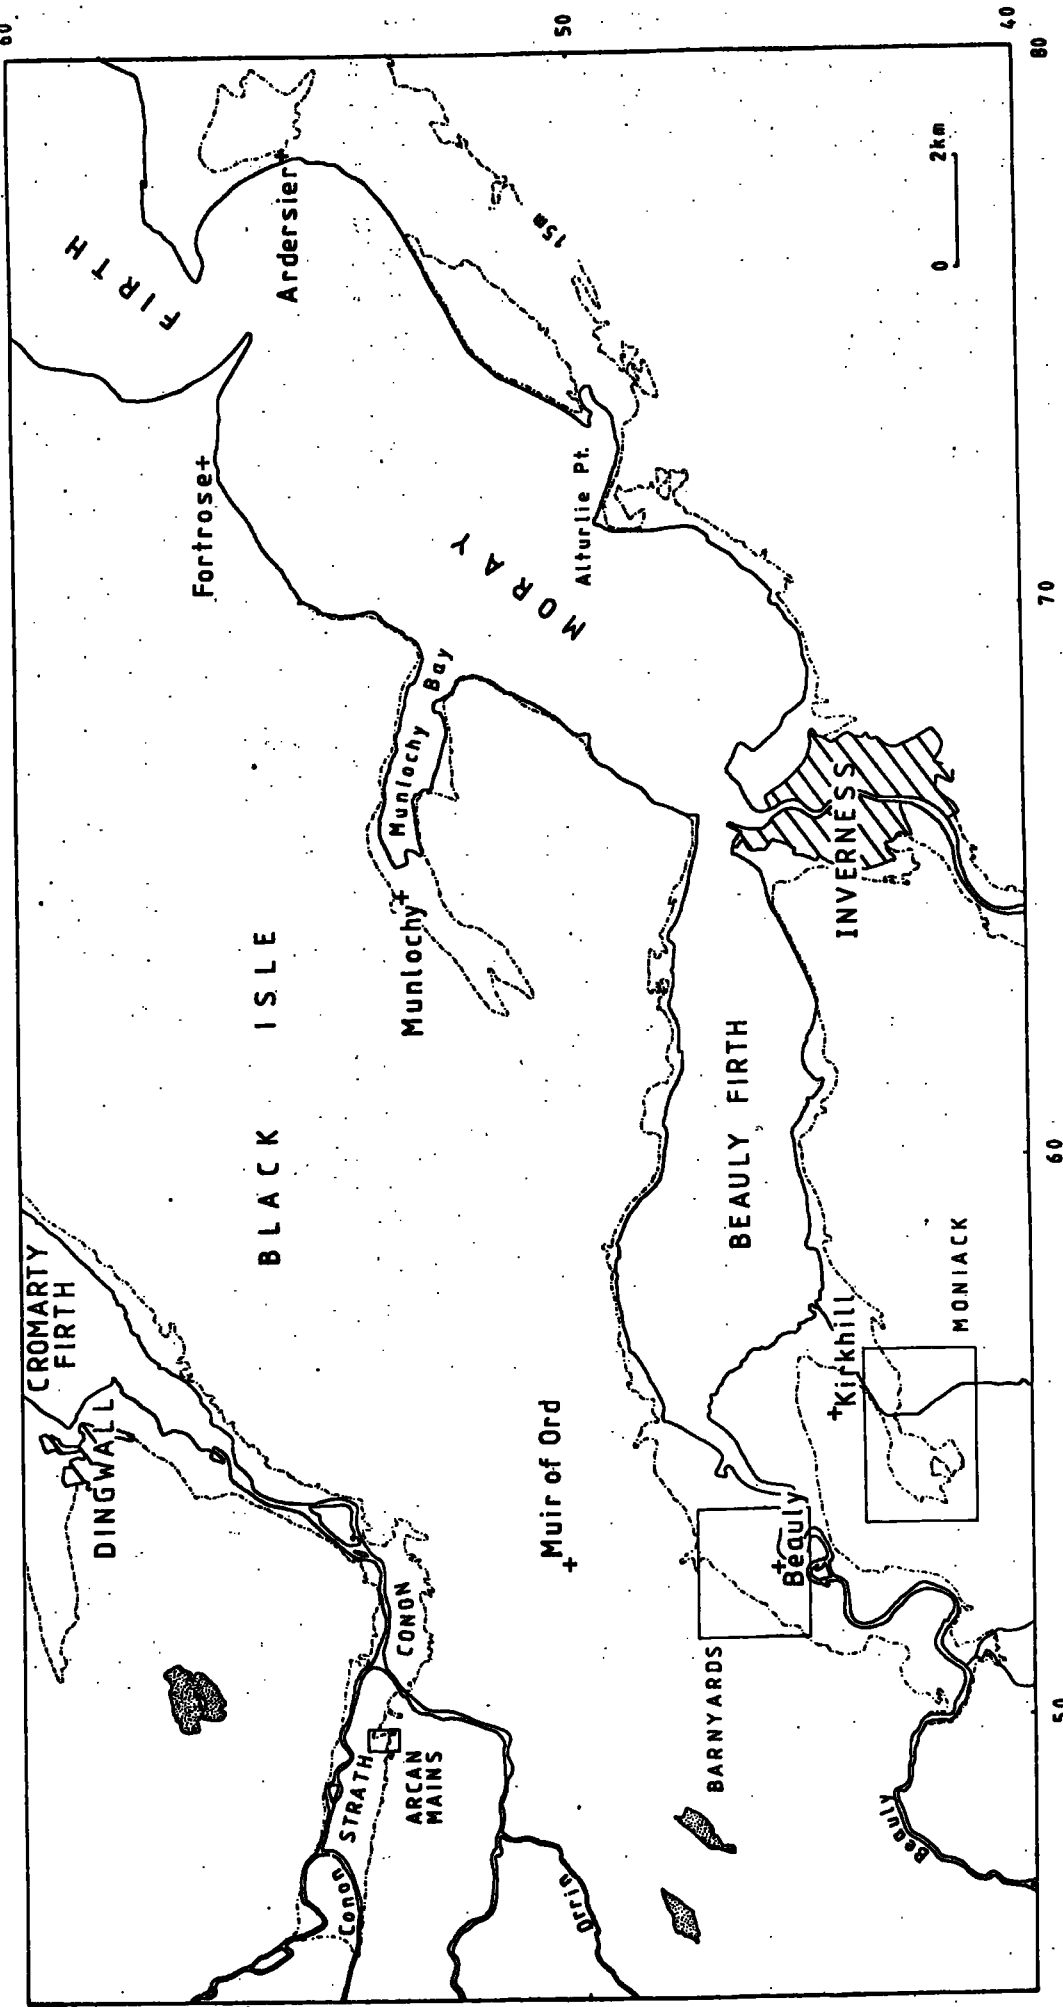 60
50
40
80
70
60
50
FIRTH
MORAY
Ardersier
15m
0 2km
Fortrose
Alturlie Pt.
Munlochy Bay
Munlochy
INVERNESS
BLACK ISLE
BEAULY FIRTH
CROMARTY
FIRTH
DINGWALL
Kirkhill
MONIACK
Muir of Ord
Beauly
BARNYARDS
CONON
STRATH
ARCAN
MAINS
Conon
Orrin
Beauly